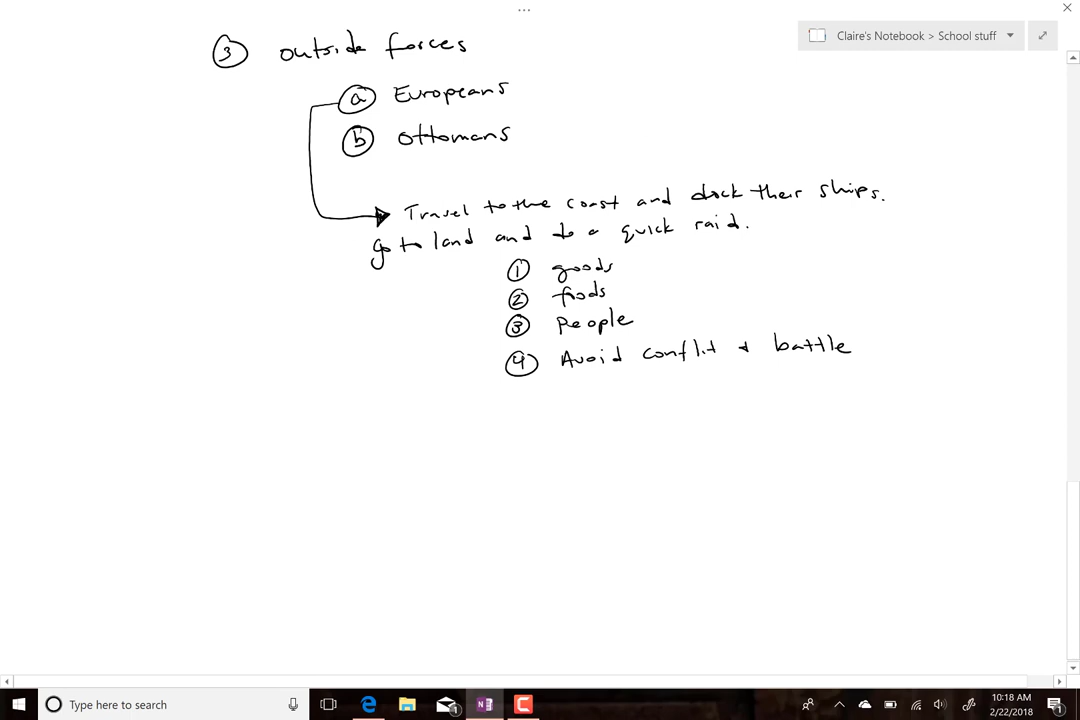 ...
Claire's Notebook > School stuff
③ outside forces
ⓐ Europeans
ⓑ Ottomans
Travel to the coast and dock their ships.
go to land and do a quick raid.
① goods
② foods
③ People
④ Avoid conflit + battle
Type here to search
10:18 AM
2/22/2018